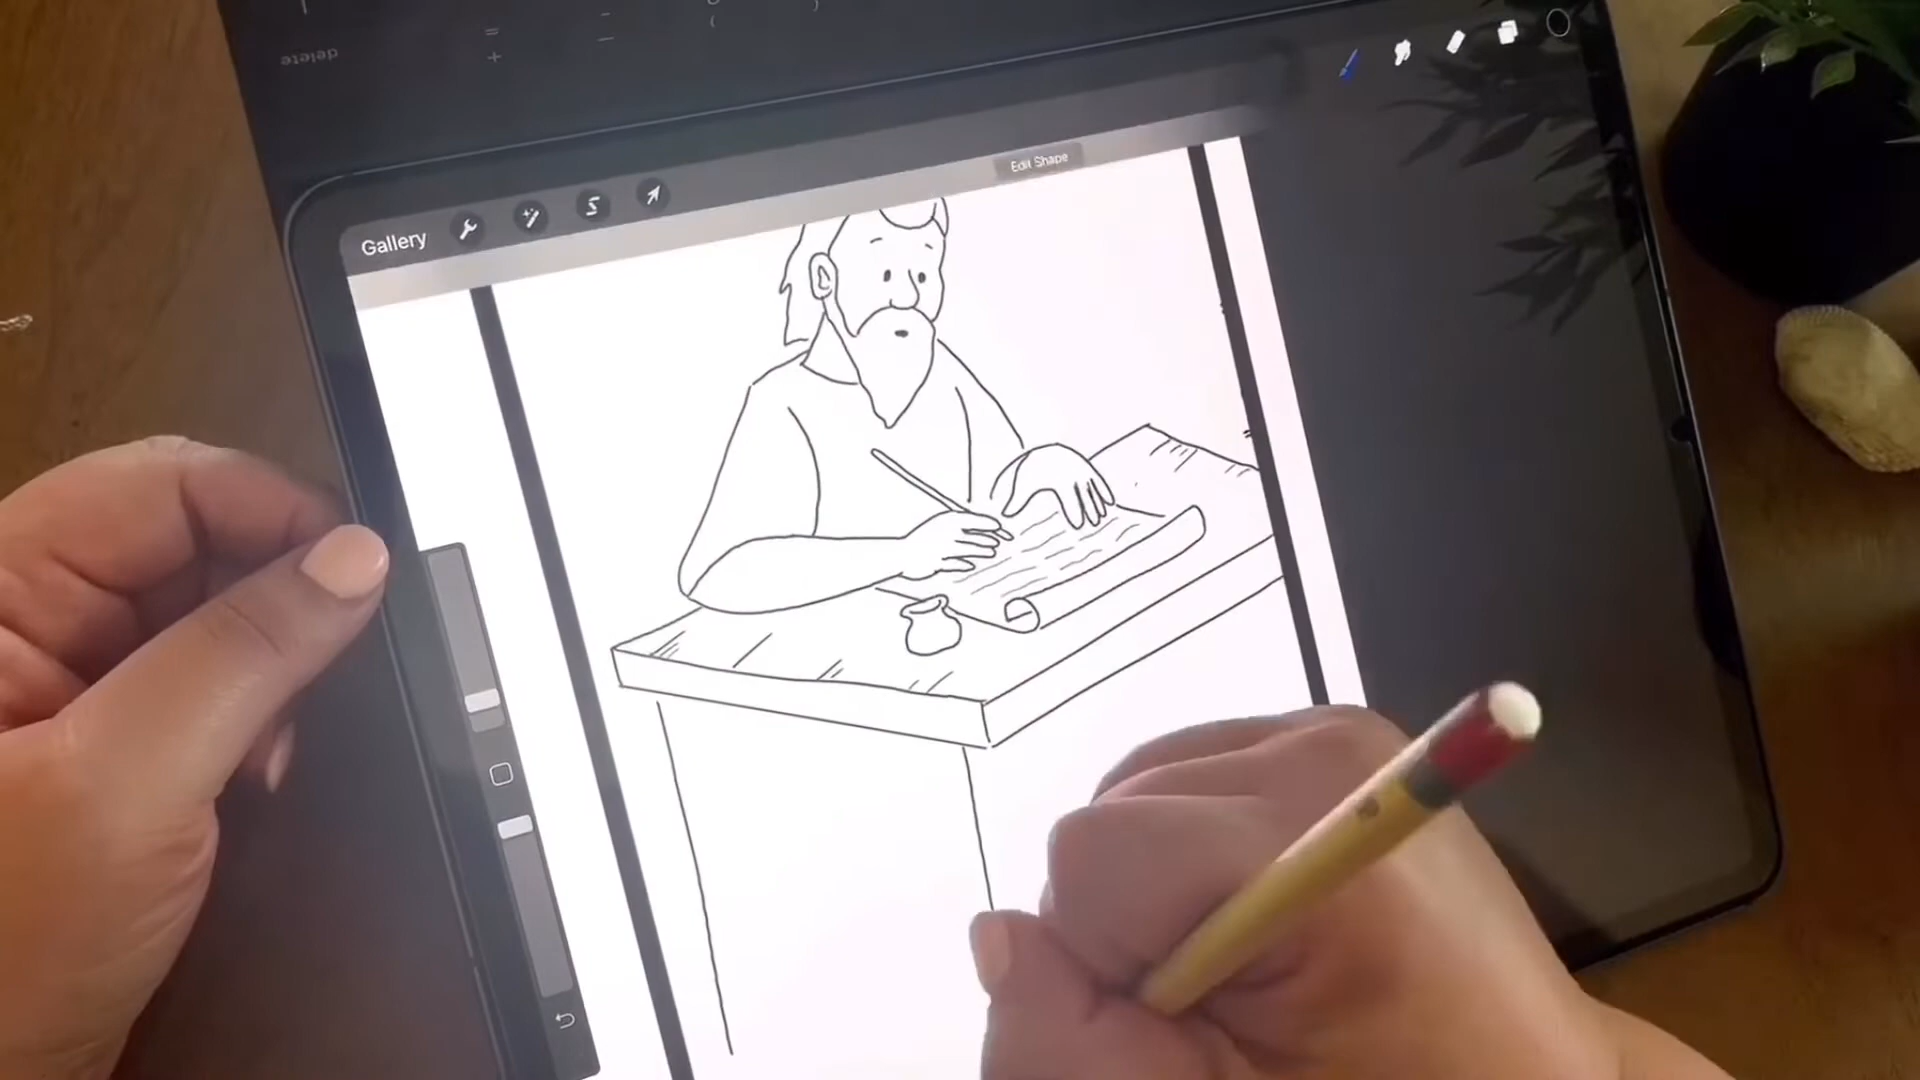 delete
=
+
Edit Shape
Gallery